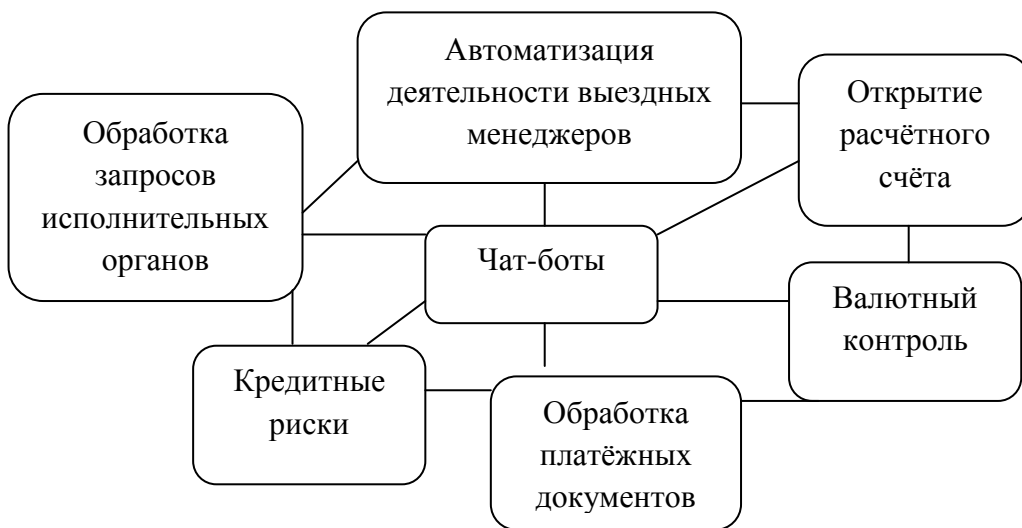 Автоматизация
деятельности выездных
менеджеров
Открытие
расчётного
счёта
Обработка
запросов
исполнительных
органов
Чат-боты
Валютный
контроль
Кредитные
риски
Обработка
платёжных
документов